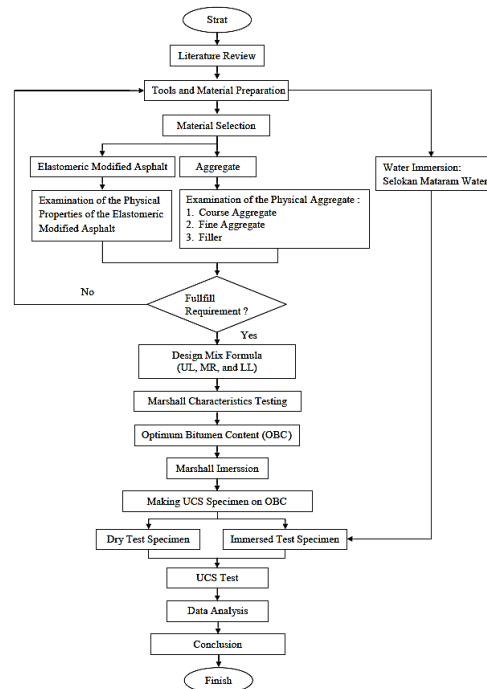 Strat
Literature Review
Tools and Material Preparation
Material Selection
Elastomeric Modified Asphalt
Aggregate
Water Immersion:
Selokan Mataram Water
Examination of the Physical
Properties of the Elastomeric
Modified Asphalt
Examination of the Physical Aggregate :
1. Course Aggregate
2. Fine Aggregate
3. Filler
No
Fullfill
Requirement ?
Yes
Design Mix Formula
(UL, MR, and LL)
Marshall Characteristics Testing
Optimum Bitumen Content (OBC)
Marshall Imerssion
Making UCS Specimen on OBC
Dry Test Specimen
Immersed Test Specimen
UCS Test
Data Analysis
Conclusion
Finish